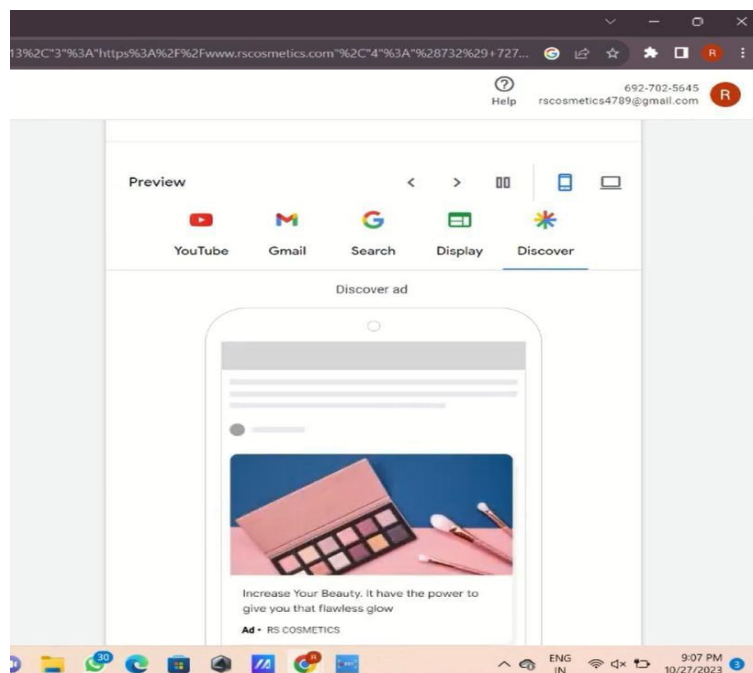 13%2C"3"%3A"https%3A%2F%2Fwww.rscosmetics.com"%2C"4"%3A"%28732%29+727...
R
Help
692-702-5645
rscosmetics4789@gmail.com
R
Preview
YouTube Gmail Search Display Discover
Discover ad
Increase Your Beauty. It have the power to
give you that flawless glow
Ad • RS COSMETICS
30
R
ENG
IN
9:07 PM
10/27/2023
3